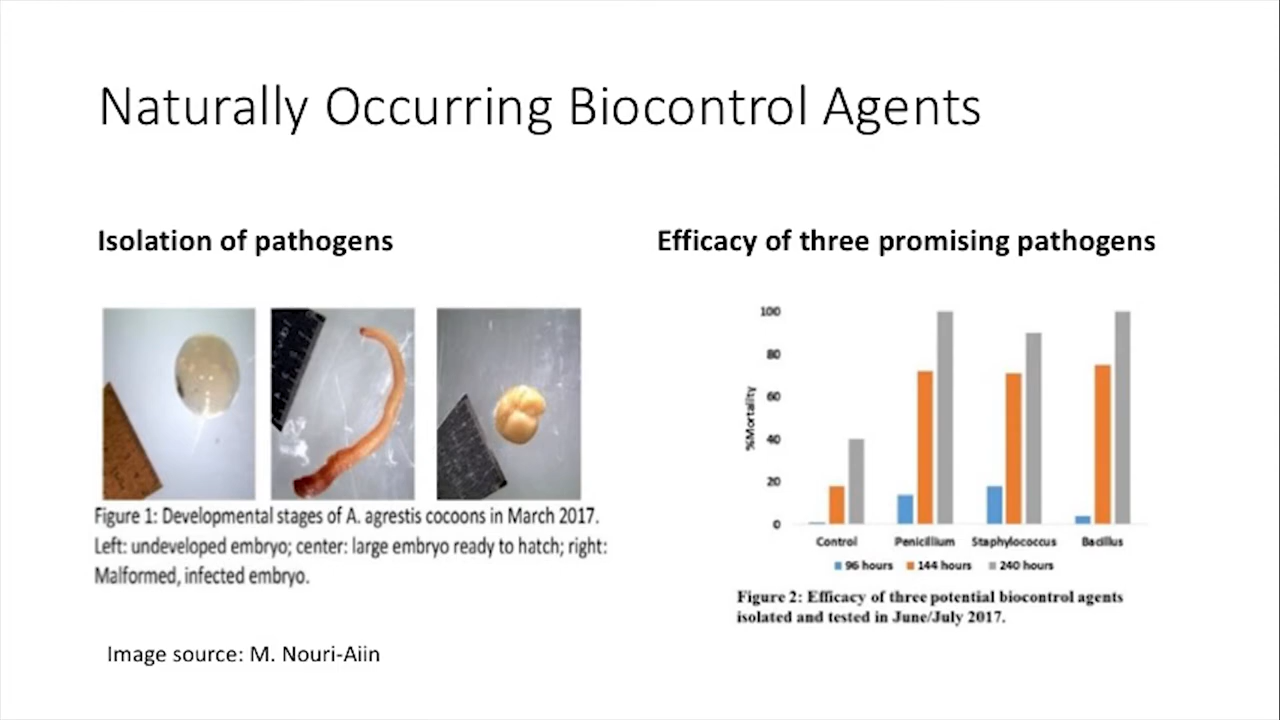 Naturally Occurring Biocontrol Agents
Isolation of pathogens
Figure 1: Developmental stages of A. agrestis cocoons in March 2017.
Left: undeveloped embryo; center: large embryo ready to hatch; right:
Malformed, infected embryo.
Image source: M. Nouri-Aiin
Efficacy of three promising pathogens
%Mortality
100
80
60
40
20
0
Control Penicillium Staphylococcus Bacillus
96 hours 144 hours 240 hours
Figure 2: Efficacy of three potential biocontrol agents
isolated and tested in June/July 2017.